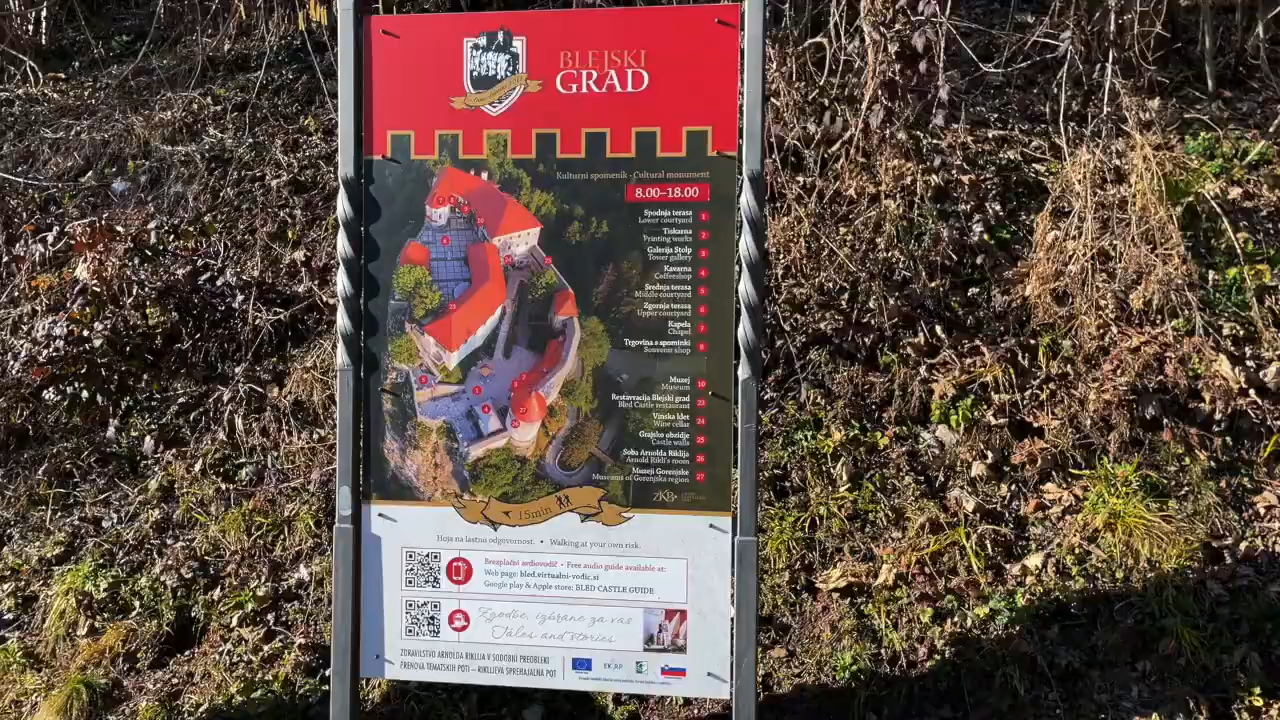 BLEJSKI
GRAD
Kulturni spomenik · Cultural monument
8.00–18.00
Spodnja terasa 1
Lower courtyard
Tiskarna 2
Printing works
Galerija Stolp 3
Tower gallery
Kavarna 4
Coffeeshop
Srednja terasa 5
Middle courtyard
Zgornja terasa 6
Upper courtyard
Kapela 7
Chapel
Trgovina s spominki 8
Souvenir shop
Muzej 10
Museum
Restavracija Blejski grad 23
Bled Castle restaurant
Vinska klet 24
Wine cellar
Grajsko obzidje 25
Castle walls
Soba Arnolda Riklija 26
Arnold Rikli's room
Muzeji Gorenjske 27
Museums of Gorenjska region
ZKB
15min
Hoja na lastno odgovornost. • Walking at your own risk.
Brezplačni avdiovodič • Free audio guide available at:
Web page: bled.virtualni-vodic.si
Google play & Apple store: BLED CASTLE GUIDE
Zgodbe, izbrane za vas
Tales and stories
ZDRAVILSTVO ARNOLDA RIKLIJA V SODOBNI PREOBLEKI
PRENOVA TEMATSKIH POTI – RIKLIJEVA SPREHAJALNA POT